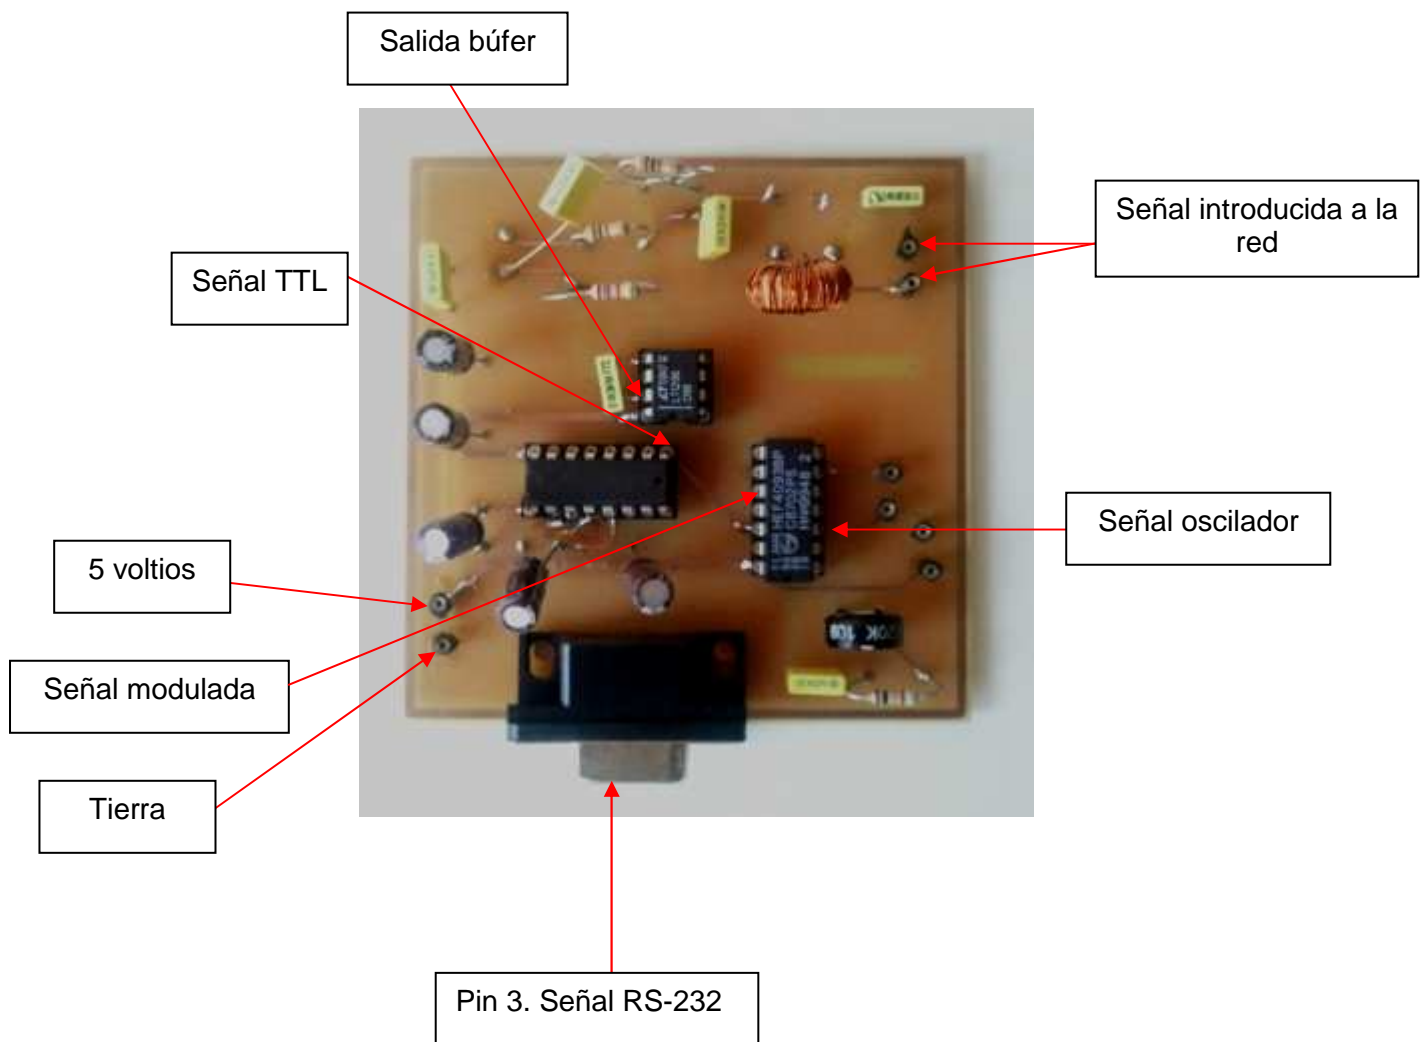 Salida búfer
Señal introducida a la
red
Señal TTL
Señal oscilador
5 voltios
Señal modulada
Tierra
Pin 3. Señal RS-232
HEF4093BP